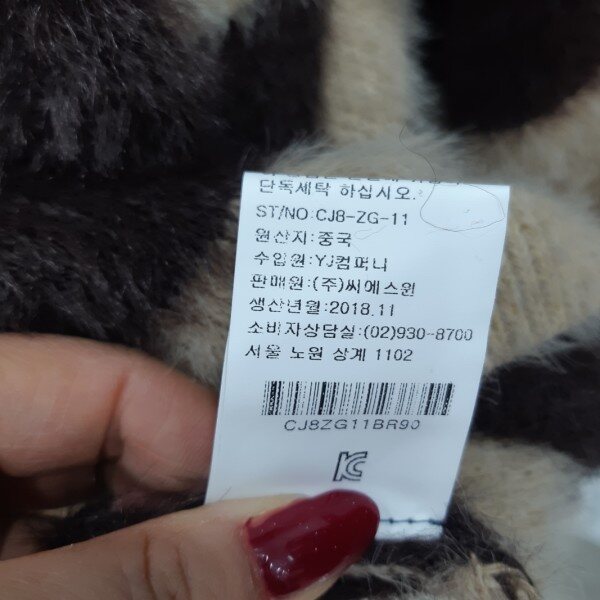 단독세탁 하십시오.
ST/NO:CJ8-ZG-11
원산지:중국
수입원:YJ컴퍼니
판매원:(주)씨에스윈
생산년월:2018.11
소비자상담실:(02)930-8700
서울 노원 상계 1102
CJ8ZG11BR90